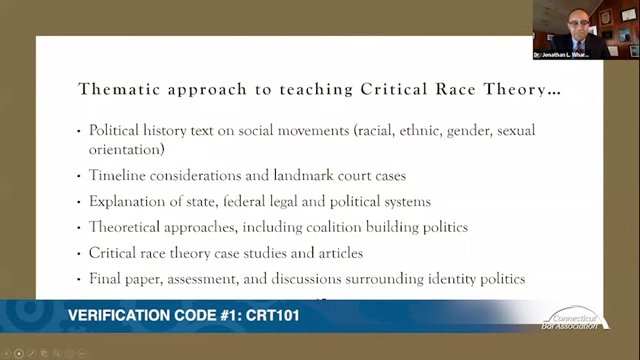 Dr. Jonathan L. Whar...
Thematic approach to teaching Critical Race Theory…
• Political history text on social movements (racial, ethnic, gender, sexual
orientation)
• Timeline considerations and landmark court cases
• Explanation of state, federal legal and political systems
• Theoretical approaches, including coalition building politics
• Critical race theory case studies and articles
• Final paper, assessment, and discussions surrounding identity politics
VERIFICATION CODE #1: CRT101
Connecticut
Bar Association